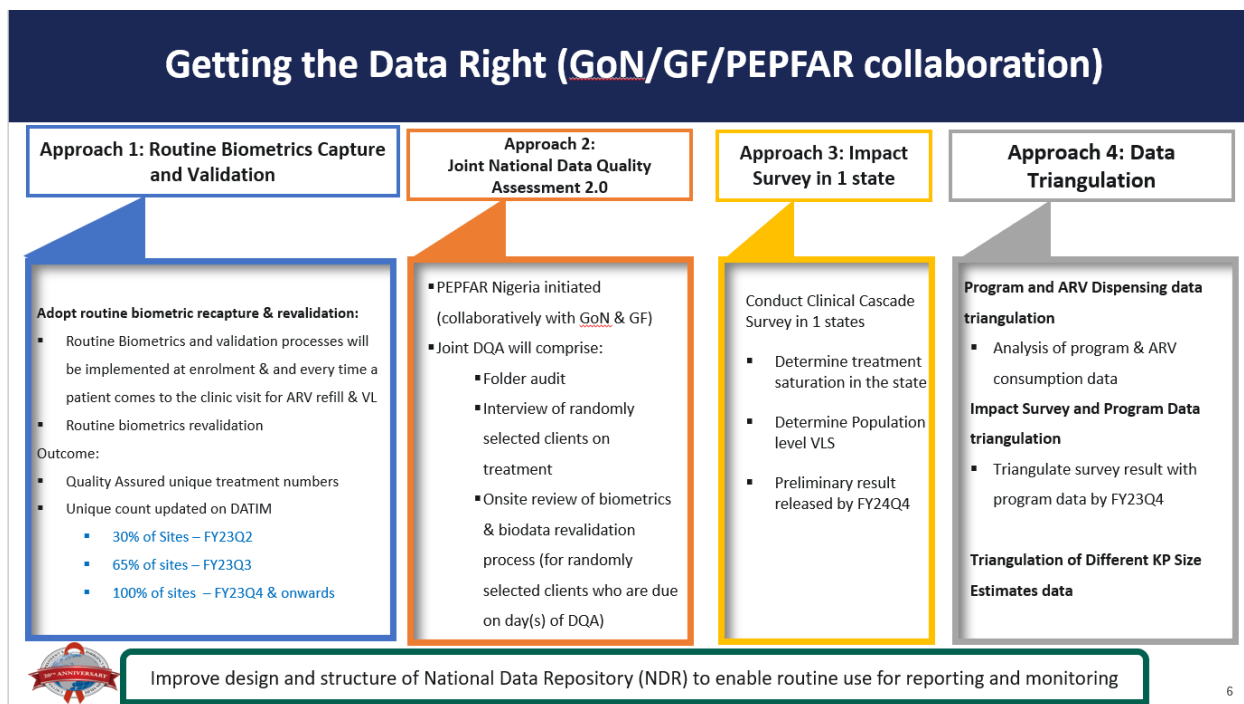 Getting the Data Right (GoN/GF/PEPFAR collaboration)
Approach 1: Routine Biometrics Capture
and Validation
Adopt routine biometric recapture & revalidation:
▪ Routine Biometrics and validation processes will
be implemented at enrolment & and every time a
patient comes to the clinic visit for ARV refill & VL
▪ Routine biometrics revalidation
Outcome:
▪ Quality Assured unique treatment numbers
▪ Unique count updated on DATIM
▪ 30% of Sites – FY23Q2
▪ 65% of sites – FY23Q3
▪ 100% of sites – FY23Q4 & onwards
Approach 2:
Joint National Data Quality
Assessment 2.0
▪PEPFAR Nigeria initiated
(collaboratively with GoN & GF)
▪Joint DQA will comprise:
▪Folder audit
▪Interview of randomly
selected clients on
treatment
▪Onsite review of biometrics
& biodata revalidation
process (for randomly
selected clients who are due
on day(s) of DQA)
Approach 3: Impact
Survey in 1 state
Conduct Clinical Cascade
Survey in 1 states
▪ Determine treatment
saturation in the state
▪ Determine Population
level VLS
▪ Preliminary result
released by FY24Q4
Approach 4: Data
Triangulation
Program and ARV Dispensing data
triangulation
▪ Analysis of program & ARV
consumption data
Impact Survey and Program Data
triangulation
▪ Triangulate survey result with
program data by FY23Q4
Triangulation of Different KP Size
Estimates data
ANNIVERSARY
Improve design and structure of National Data Repository (NDR) to enable routine use for reporting and monitoring
6